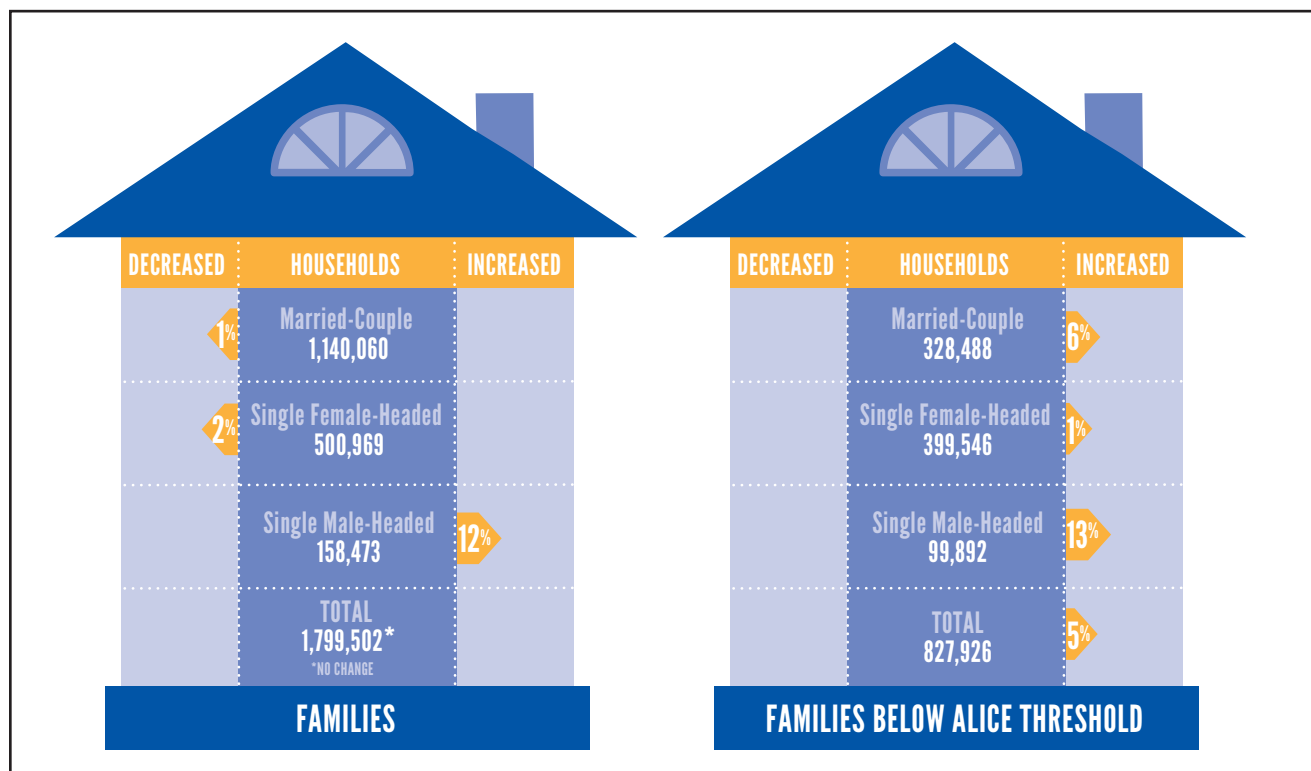 DECREASED HOUSEHOLDS INCREASED
Married-Couple
1%
1,140,060
Single Female-Headed
2%
500,969
Single Male-Headed
158,473
12%
TOTAL
1,799,502*
*NO CHANGE
FAMILIES
DECREASED HOUSEHOLDS INCREASED
Married-Couple
328,488
6%
Single Female-Headed
399,546
1%
Single Male-Headed
99,892
13%
TOTAL
827,926
5%
FAMILIES BELOW ALICE THRESHOLD